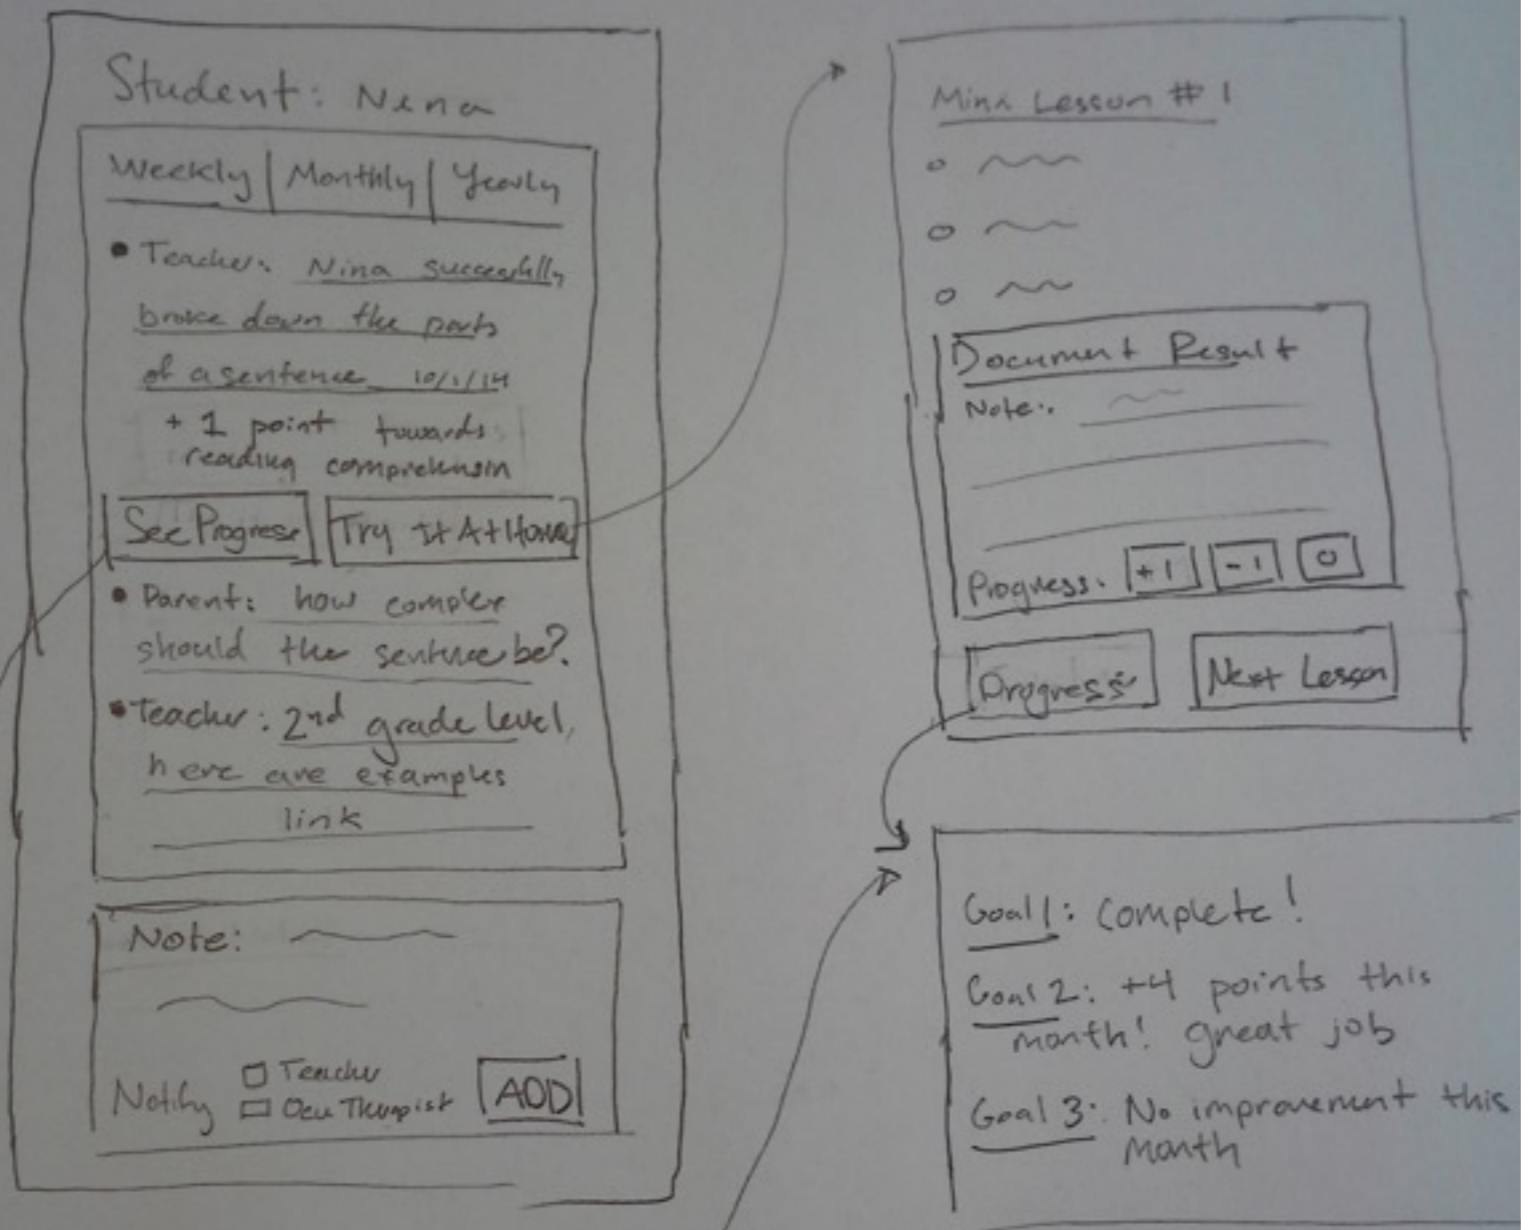 Student: Nina
Weekly | Monthly | Yearly
• Teacher: Nina successfully
broke down the parts
of a sentence 10/1/14
+ 1 point towards
reading comprehension
See Progress
Try It At Home
• Parent: how complex
should the sentence be?
• Teacher: 2nd grade level,
here are examples
link
Note:
Notify
Teacher
Occu Therapist
ADD
Mini Lesson # 1
Document Result
Note:
Progress: +1 -1 0
Progress
Next Lesson
Goal 1: Complete!
Goal 2: +4 points this
month! great job
Goal 3: No improvement this
month